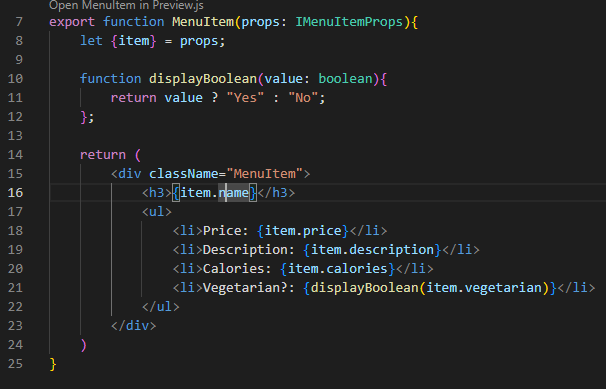 Open MenuItem in Preview.js
7 export function MenuItem(props: IMenuItemProps){
8     let {item} = props;
9
10     function displayBoolean(value: boolean){
11         return value ? "Yes" : "No";
12     };
13
14     return (
15         <div className="MenuItem">
16             <h3>{item.name}</h3>
17             <ul>
18                 <li>Price: {item.price}</li>
19                 <li>Description: {item.description}</li>
20                 <li>Calories: {item.calories}</li>
21                 <li>Vegetarian?: {displayBoolean(item.vegetarian)}</li>
22             </ul>
23         </div>
24     )
25 }